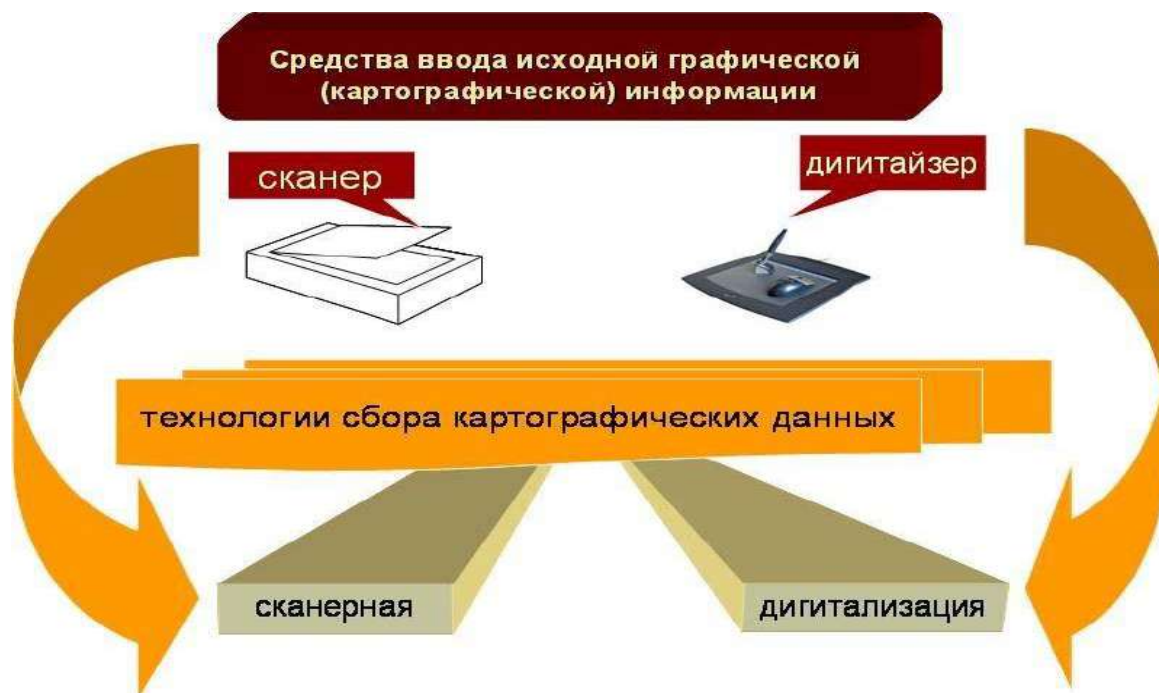 Средства ввода исходной графической
(картографической) информации
сканер
дигитайзер
технологии сбора картографических данных
сканерная
дигитализация